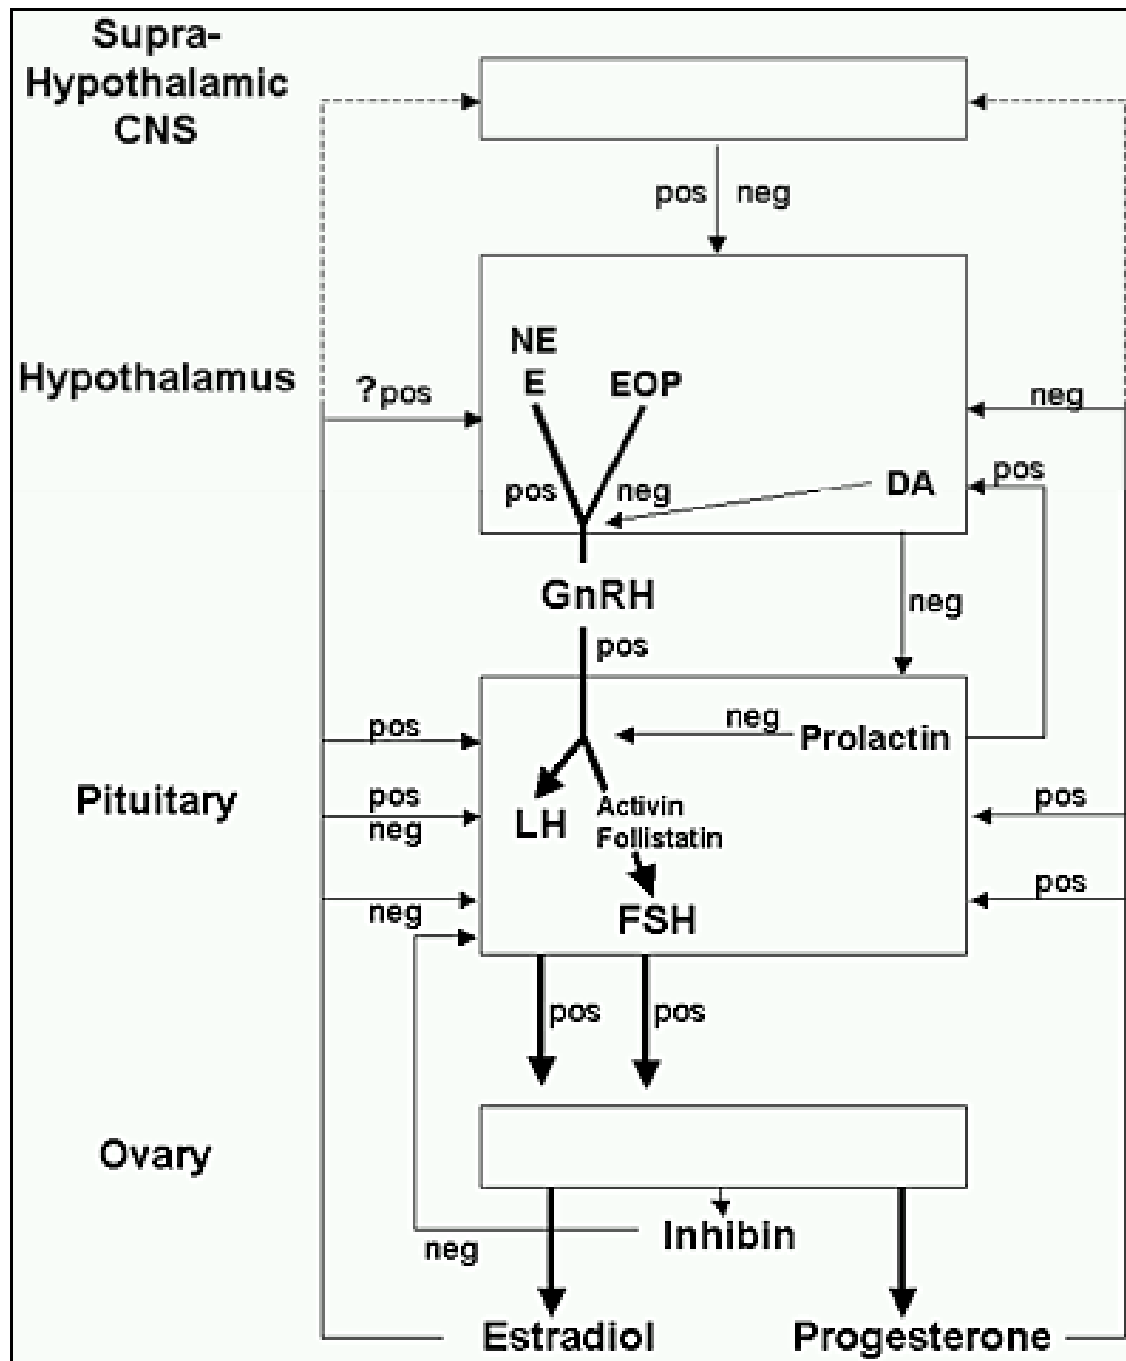 Supra-
Hypothalamic
CNS
pos neg
Hypothalamus
NE
E
EOP
?pos
neg
pos
neg
DA
pos
GnRH
pos
neg
Pituitary
pos
neg
Prolactin
pos
neg
LH
Activin
Follistatin
pos
neg
FSH
pos
pos
pos
Ovary
Inhibin
neg
Estradiol
Progesterone